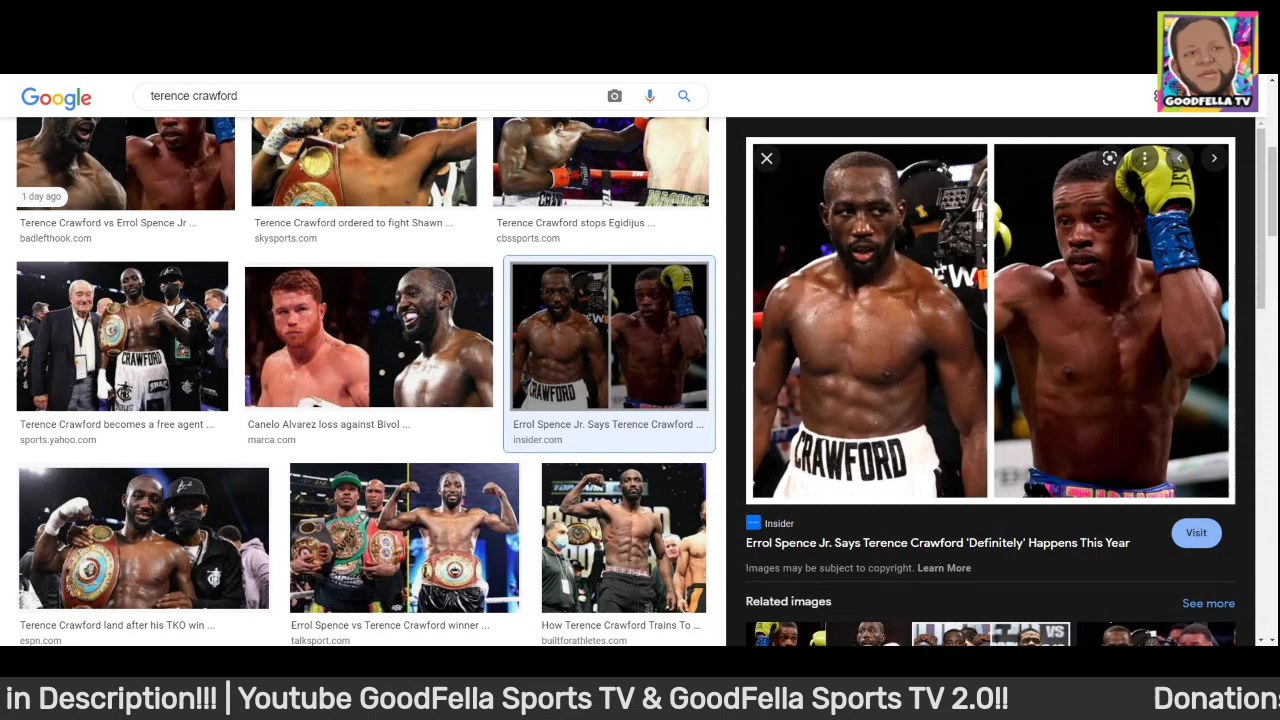 GOODFELLA TV
Google
terence crawford
1 day ago
Terence Crawford vs Errol Spence Jr ...
badlefthook.com
Terence Crawford ordered to fight Shawn ...
skysports.com
Terence Crawford stops Egidijus ...
cbssports.com
CRAWFORD
Terence Crawford becomes a free agent ...
sports.yahoo.com
Canelo Alvarez loss against Bivol ...
marca.com
CRAWFORD
Errol Spence Jr. Says Terence Crawford ...
insider.com
Terence Crawford land after his TKO win ...
espn.com
Errol Spence vs Terence Crawford winner ...
talksport.com
How Terence Crawford Trains To ...
builtforathletes.com
CRAWFORD
Insider
Errol Spence Jr. Says Terence Crawford 'Definitely' Happens This Year
Visit
Images may be subject to copyright. Learn More
Related images
See more
VS
in Description!!! | Youtube GoodFella Sports TV & GoodFella Sports TV 2.0!!
Donation